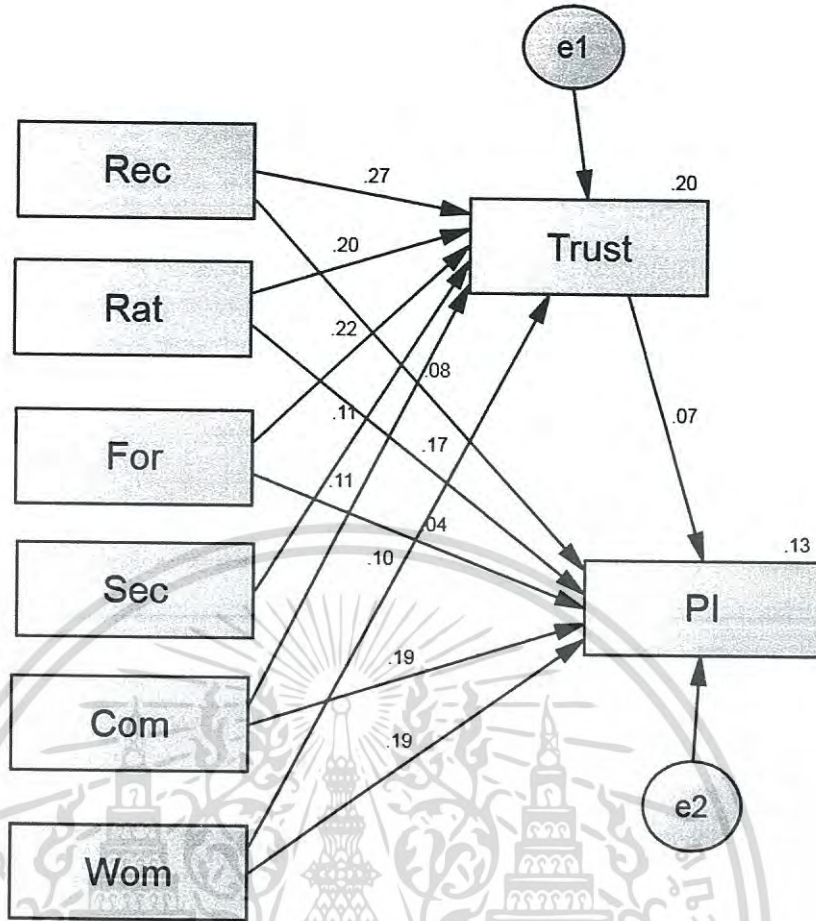 e1
Rec
.27
.20
Trust
.20
Rat
.22
.08
For
.11
.17
.07
.11
.04
Sec
.10
.13
PI
Com
.19
.19
e2
Wom